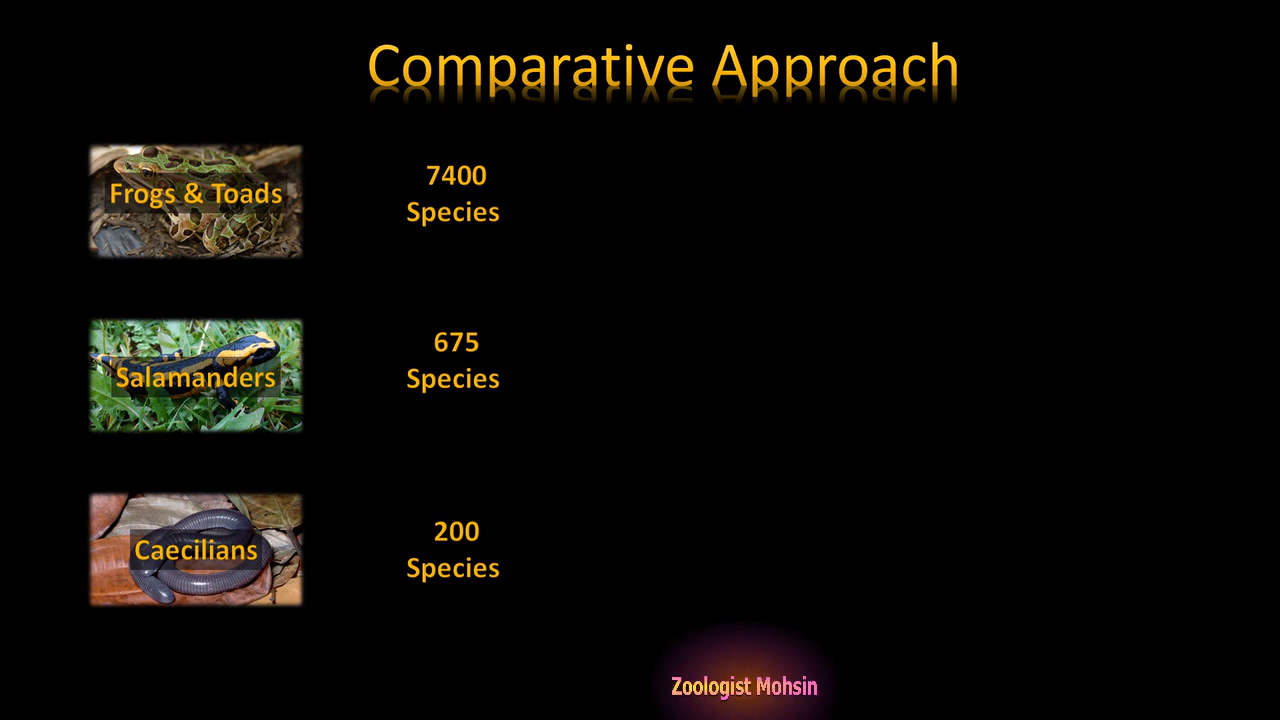 Comparative Approach
Frogs & Toads
7400
Species
Salamanders
675
Species
Caecilians
200
Species
Zoologist Mohsin